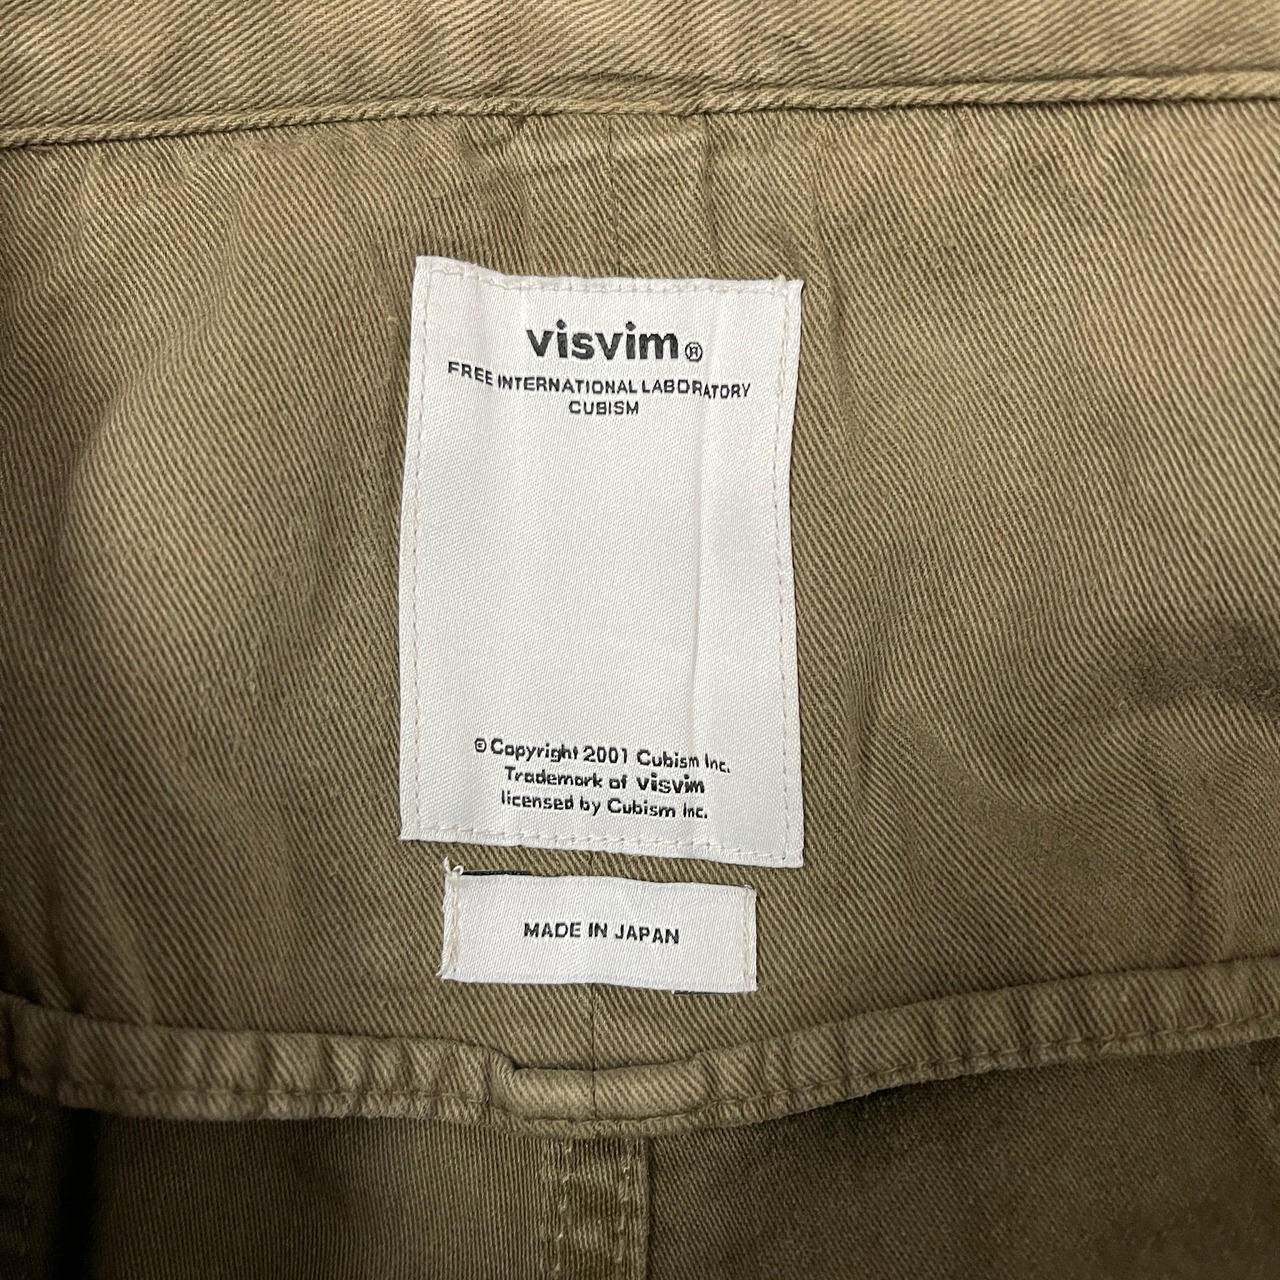 visvim®
FREE INTERNATIONAL LABORATORY
CUBISM
© Copyright 2001 Cubism Inc.
Trademark of visvim
licensed by Cubism Inc.
MADE IN JAPAN